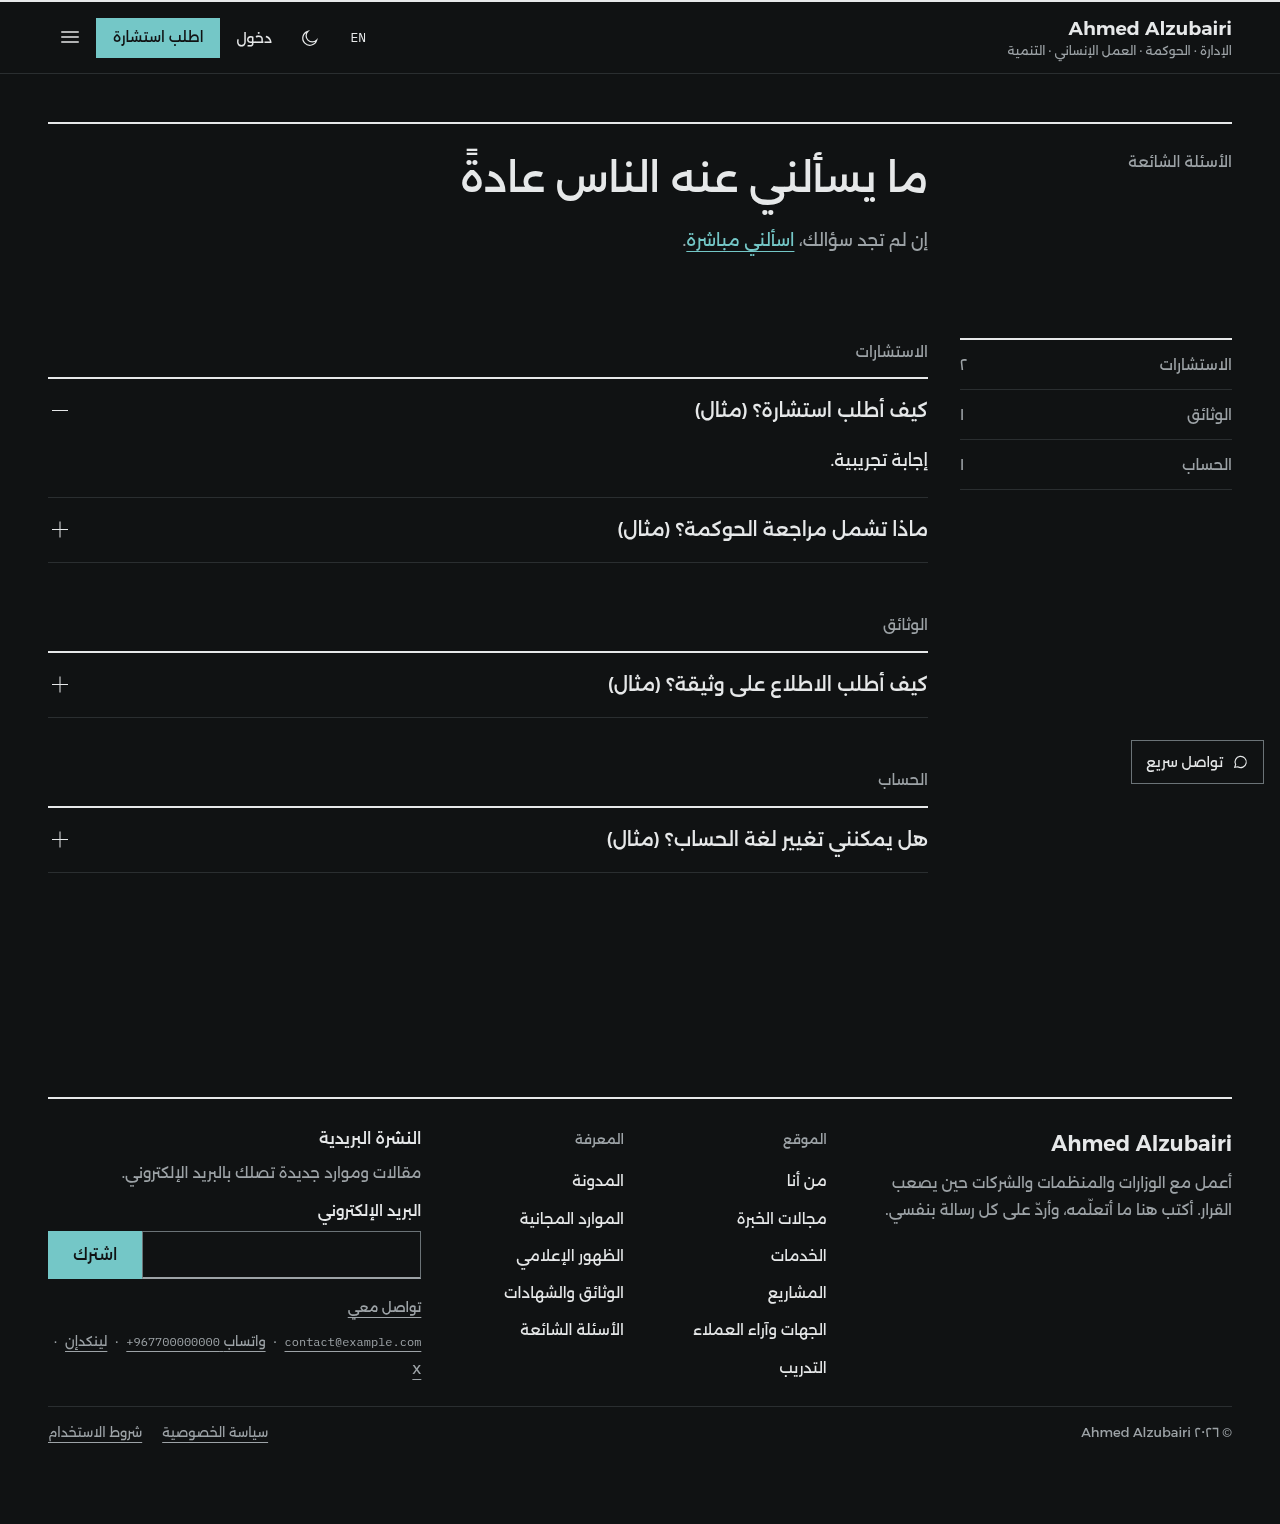 Ahmed Alzubairi
الإدارة · الحوكمة · العمل الإنساني · التنمية
EN
دخول
اطلب استشارة
الأسئلة الشائعة
ما يسألني عنه الناس عادةً
إن لم تجد سؤالك، اسألني مباشرة.
الاستشارات ٢
الوثائق ١
الحساب ١
الاستشارات
كيف أطلب استشارة؟ (مثال)
إجابة تجريبية.
ماذا تشمل مراجعة الحوكمة؟ (مثال)
الوثائق
كيف أطلب الاطلاع على وثيقة؟ (مثال)
الحساب
هل يمكنني تغيير لغة الحساب؟ (مثال)
تواصل سريع
Ahmed Alzubairi
أعمل مع الوزارات والمنظمات والشركات حين يصعب
القرار. أكتب هنا ما أتعلّمه، وأردّ على كل رسالة بنفسي.
الموقع
من أنا
مجالات الخبرة
الخدمات
المشاريع
الجهات وآراء العملاء
التدريب
المعرفة
المدونة
الموارد المجانية
الظهور الإعلامي
الوثائق والشهادات
الأسئلة الشائعة
النشرة البريدية
مقالات وموارد جديدة تصلك بالبريد الإلكتروني.
البريد الإلكتروني
اشترك
تواصل معي
contact@example.com · واتساب +967700000000 · لينكدإن ·
X
© ٢٠٢٦ Ahmed Alzubairi
سياسة الخصوصية
شروط الاستخدام